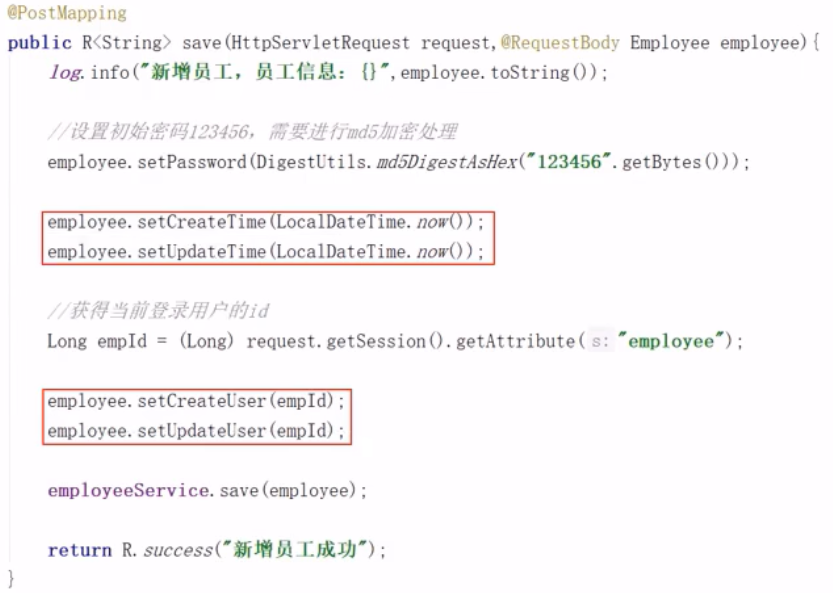 @PostMapping
public R<String> save(HttpServletRequest request,@RequestBody Employee employee){
log.info("新增员工，员工信息：{}",employee.toString());
//设置初始密码123456，需要进行md5加密处理
employee.setPassword(DigestUtils.md5DigestAsHex("123456".getBytes()));
employee.setCreateTime(LocalDateTime.now());
employee.setUpdateTime(LocalDateTime.now());
//获得当前登录用户的id
Long empId = (Long) request.getSession().getAttribute( s: "employee");
employee.setCreateUser(empId);
employee.setUpdateUser(empId);
employeeService.save(employee);
return R.success("新增员工成功");
}